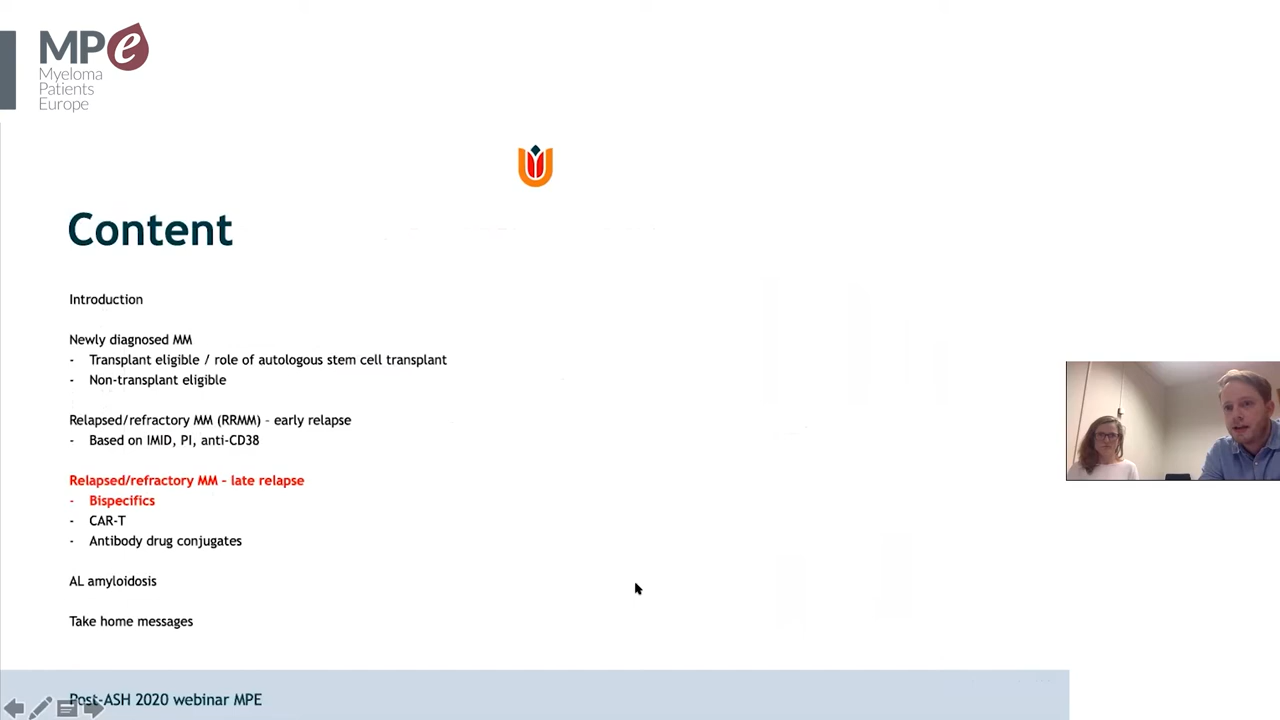 MPe
Myeloma
Patients
Europe
Content
Introduction
Newly diagnosed MM
- Transplant eligible / role of autologous stem cell transplant
- Non-transplant eligible
Relapsed/refractory MM (RRMM) – early relapse
- Based on IMID, PI, anti-CD38
Relapsed/refractory MM – late relapse
- Bispecifics
- CAR-T
- Antibody drug conjugates
AL amyloidosis
Take home messages
Post-ASH 2020 webinar MPE